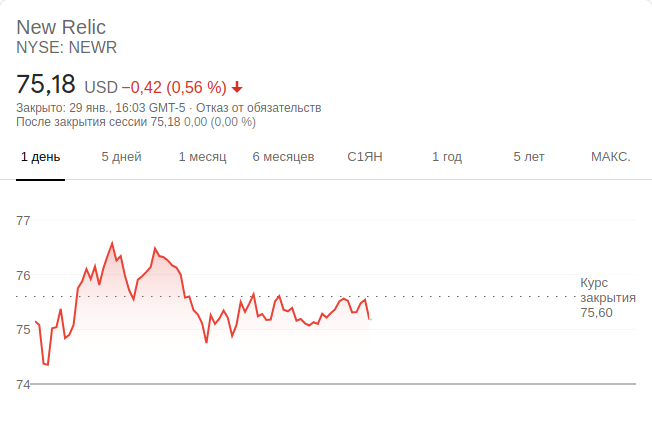 New Relic
NYSE: NEWR
75,18 USD −0,42 (0,56 %)
Закрыто: 29 янв., 16:03 GMT-5 · Отказ от обязательств
После закрытия сессии 75,18 0,00 (0,00 %)
1 день 5 дней 1 месяц 6 месяцев С1ЯН 1 год 5 лет МАКС.
77
76
Курс
закрытия
75,60
75
74